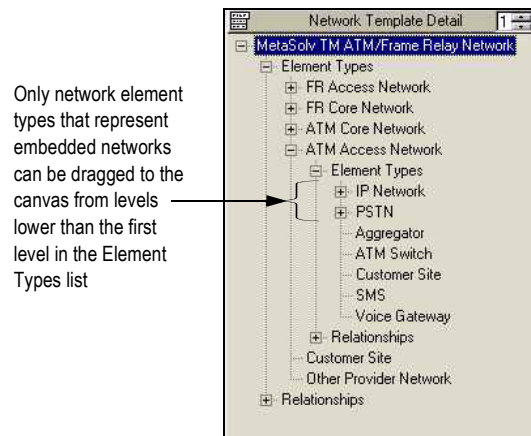 Network Template Detail 1
MetaSolv TM ATM/Frame Relay Network
Element Types
FR Access Network
FR Core Network
ATM Core Network
ATM Access Network
Element Types
IP Network
PSTN
Aggregator
ATM Switch
Customer Site
SMS
Voice Gateway
Relationships
Customer Site
Other Provider Network
Relationships
Only network element
types that represent
embedded networks
can be dragged to the
canvas from levels
lower than the first
level in the Element
Types list